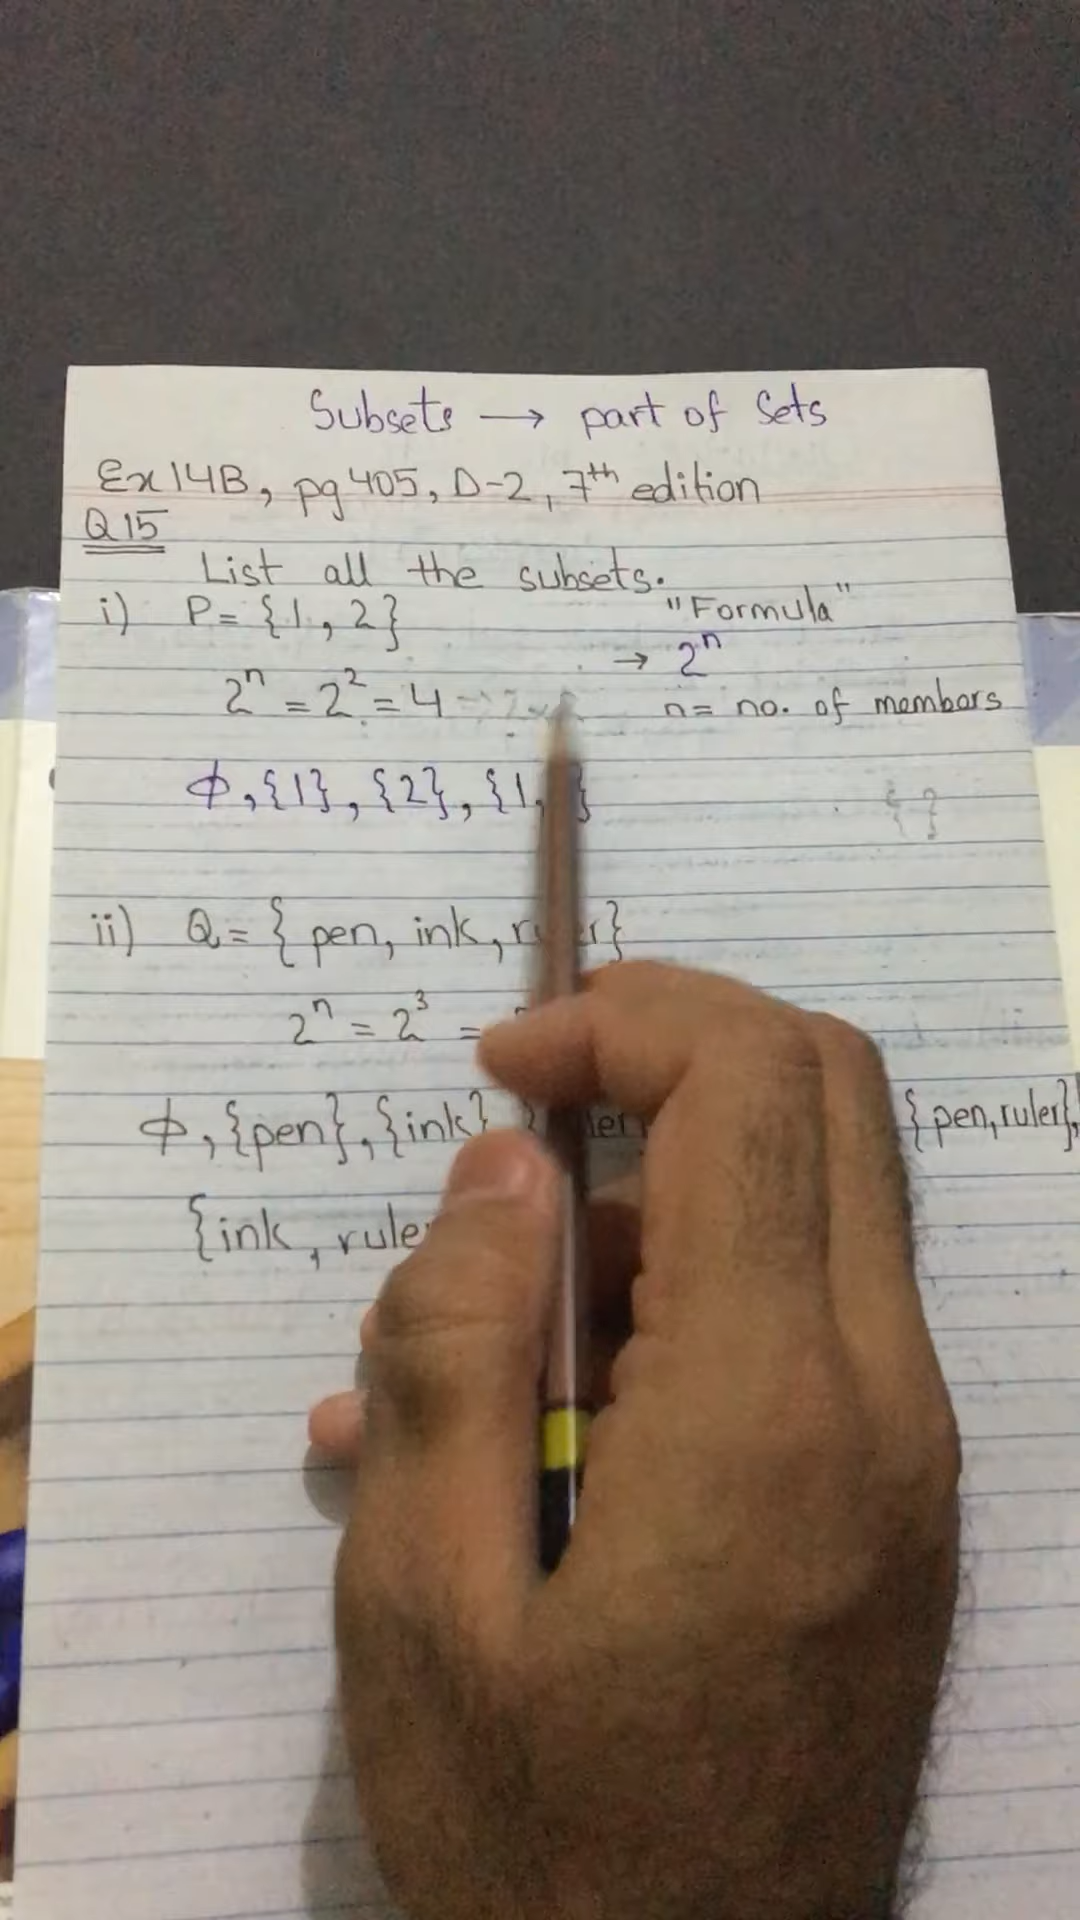 Subsets → part of Sets
Ex 14B, pg 405, D-2, 7th edition
Q15
List all the subsets.
i) P = {1, 2}
"Formula"
→ 2ⁿ
2ⁿ = 2² = 4
n = no. of members
Φ, {1}, {2}, {1, }
{ }
ii) Q = { pen, ink, }
2ⁿ = 2³ =
Φ, {pen}, {ink} {pen, ruler},
{ink,